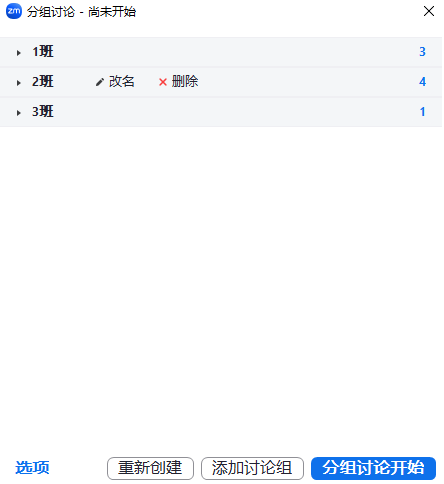 zm 分组讨论 - 尚未开始
1班 3
2班 改名 删除 4
3班 1
选项 重新创建 添加讨论组 分组讨论开始